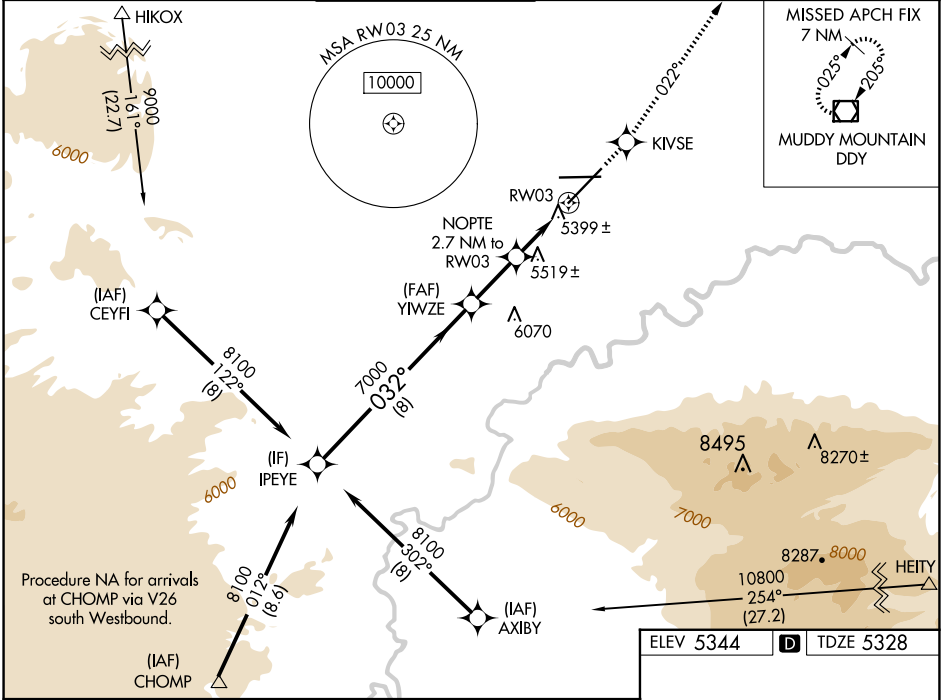 HIKOX
9000
161°
(22.7)
6000
MSA RW03 25 NM
10000
022°
KIVSE
MISSED APCH FIX
7 NM
025°
205°
MUDDY MOUNTAIN
DDY
RW03
5399 ±
NOPTE
2.7 NM to
RW03
5519 ±
(FAF)
YIWZE
6070
(IAF)
CEYFI
8100
122°
(8)
7000
032°
(8)
(IF)
IPEYE
6000
8495
8270 ±
6000
7000
8287
8000
HEITY
10800
254°
(27.2)
8100
302°
(8)
(IAF)
AXIBY
8100
012°
(8.6)
Procedure NA for arrivals
at CHOMP via V26
south Westbound.
(IAF)
CHOMP
ELEV 5344
D
TDZE 5328